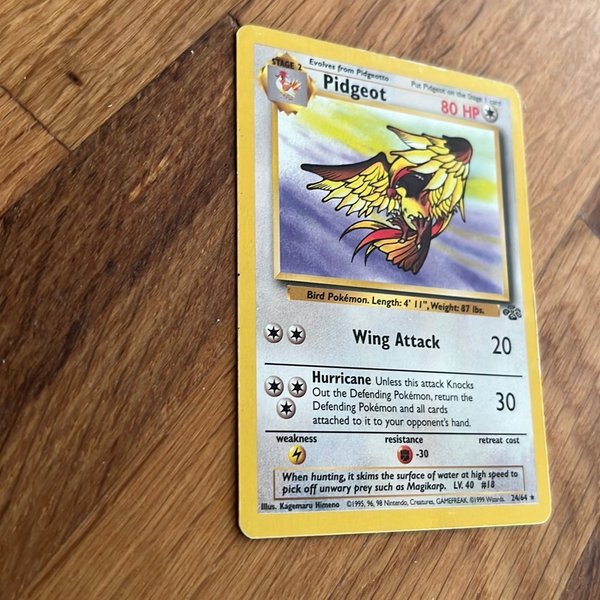 STAGE 2 Evolves from Pidgeotto Put Pidgeot on the Stage 1 card
Pidgeot 80 HP
Bird Pokémon. Length: 4' 11", Weight: 87 lbs.
Wing Attack 20
Hurricane Unless this attack Knocks
Out the Defending Pokémon, return the
Defending Pokémon and all cards
attached to it to your opponent's hand.
30
weakness resistance retreat cost
-30
When hunting, it skims the surface of water at high speed to
pick off unwary prey such as Magikarp. LV. 40 #18
Illus. Kagemaru Himeno ©1995, 96, 98 Nintendo, Creatures, GAMEFREAK. ©1999 Wizards. 24/64 ★